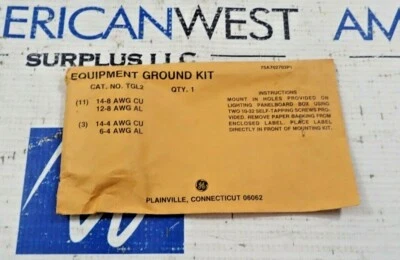 AMERICAN WEST
SURPLUS LLC
EQUIPMENT GROUND KIT
CAT. NO. TGL2 QTY. 1
(11) 14-8 AWG CU
12-8 AWG AL
(3) 14-4 AWG CU
6-4 AWG AL
INSTRUCTIONS
MOUNT IN HOLES PROVIDED ON
LIGHTING PANELBOARD BOX USING
TWO 10-32 SELF-TAPPING SCREWS PRO-
VIDED. REMOVE PAPER BACKING FROM
ENCLOSED LABEL. PLACE LABEL
DIRECTLY IN FRONT OF MOUNTING KIT.
GE
PLAINVILLE, CONNECTICUT 06062